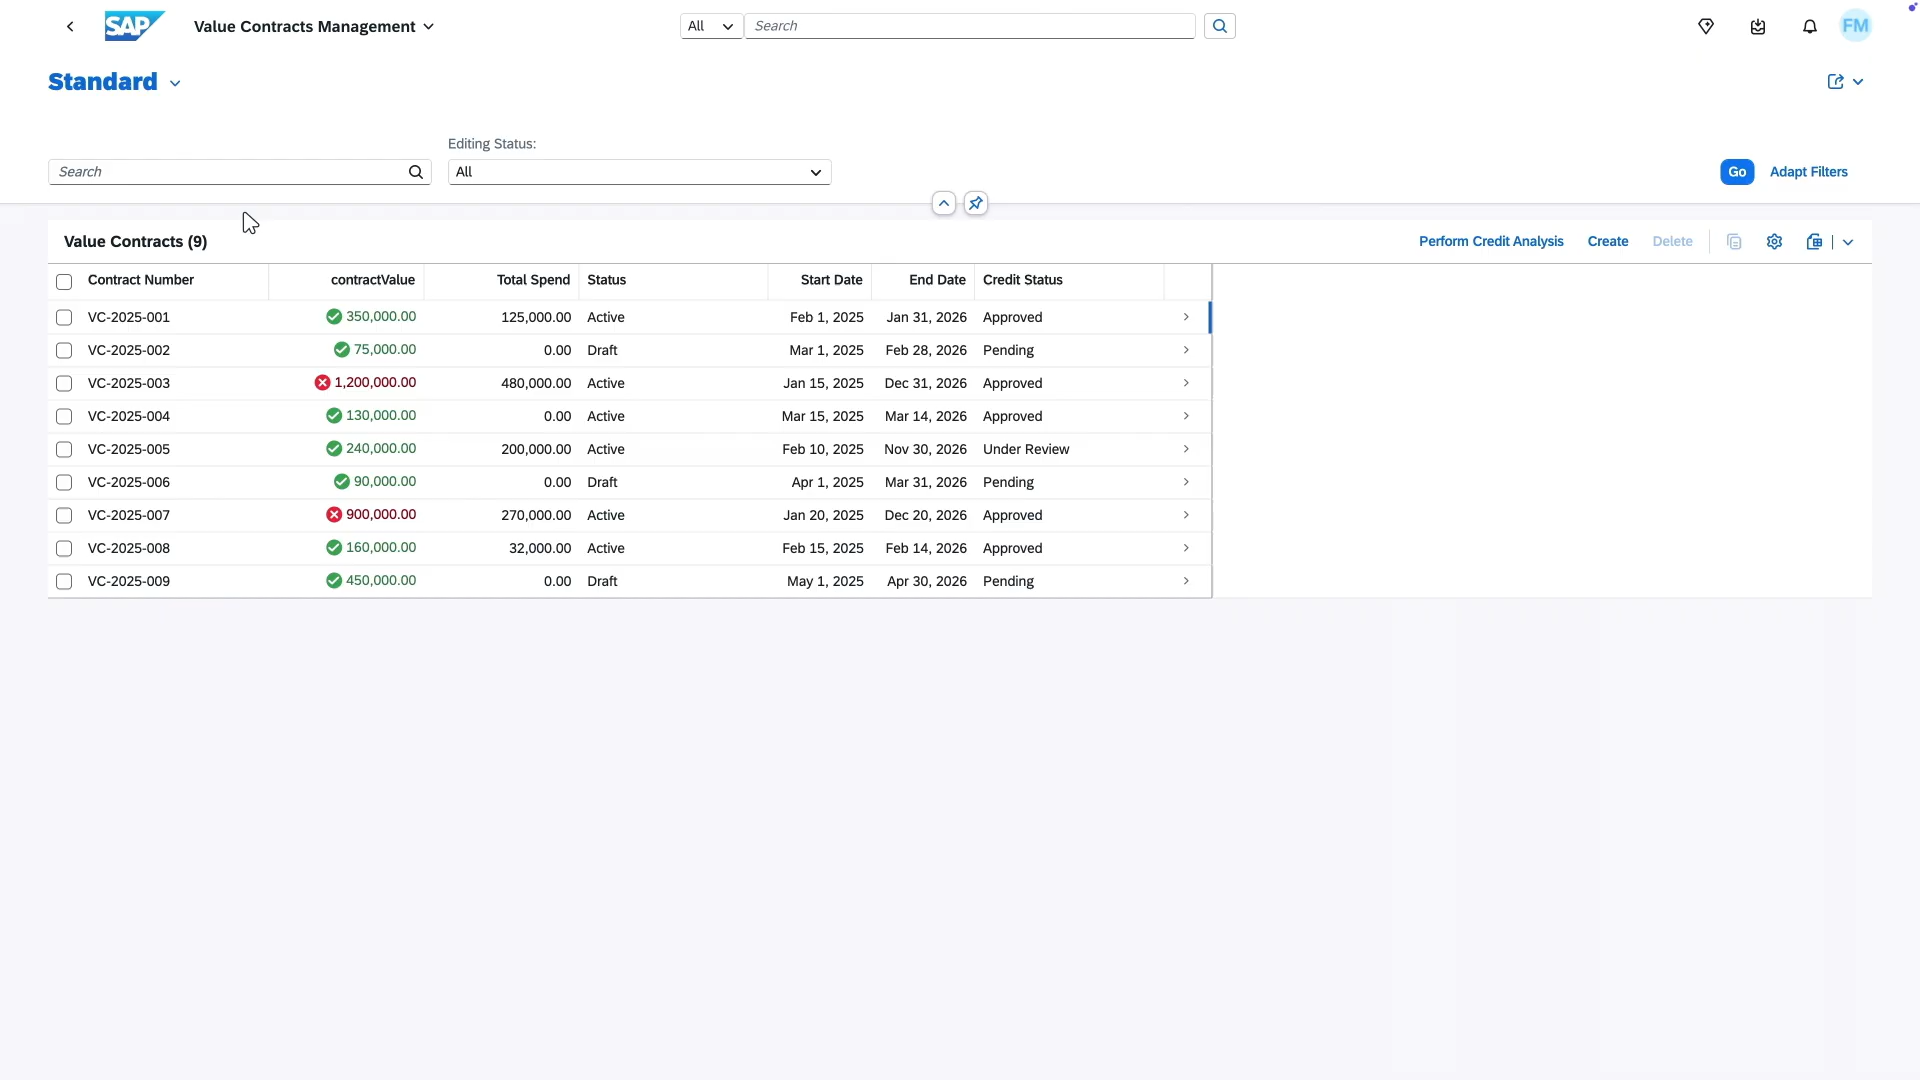 SAP Value Contracts Management All Search FM
Standard
Editing Status:
Search All Go Adapt Filters
Value Contracts (9) Perform Credit Analysis Create Delete
Contract Number contractValue Total Spend Status Start Date End Date Credit Status
VC-2025-001 350,000.00 125,000.00 Active Feb 1, 2025 Jan 31, 2026 Approved
VC-2025-002 75,000.00 0.00 Draft Mar 1, 2025 Feb 28, 2026 Pending
VC-2025-003 1,200,000.00 480,000.00 Active Jan 15, 2025 Dec 31, 2026 Approved
VC-2025-004 130,000.00 0.00 Active Mar 15, 2025 Mar 14, 2026 Approved
VC-2025-005 240,000.00 200,000.00 Active Feb 10, 2025 Nov 30, 2026 Under Review
VC-2025-006 90,000.00 0.00 Draft Apr 1, 2025 Mar 31, 2026 Pending
VC-2025-007 900,000.00 270,000.00 Active Jan 20, 2025 Dec 20, 2026 Approved
VC-2025-008 160,000.00 32,000.00 Active Feb 15, 2025 Feb 14, 2026 Approved
VC-2025-009 450,000.00 0.00 Draft May 1, 2025 Apr 30, 2026 Pending